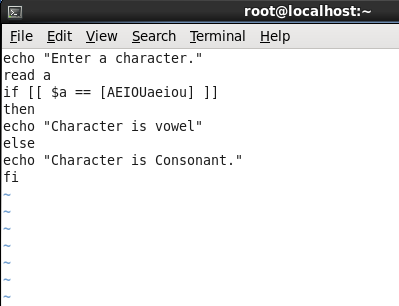 root@localhost:~
File Edit View Search Terminal Help
echo "Enter a character."
read a
if [[ $a == [AEIOUaeiou] ]]
then
echo "Character is vowel"
else
echo "Character is Consonant."
fi
~
~
~
~
~
~
~